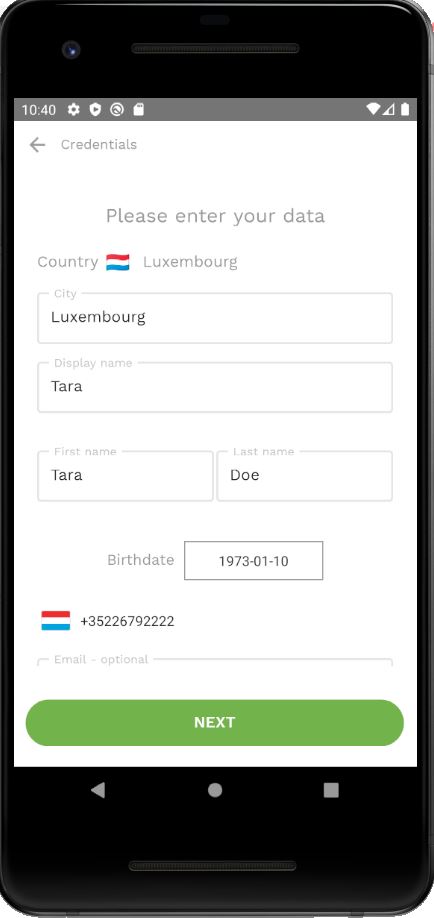 10:40
Credentials
Please enter your data
Country Luxembourg
City
Luxembourg
Display name
Tara
First name Last name
Tara Doe
Birthdate 1973-01-10
+35226792222
Email - optional
NEXT